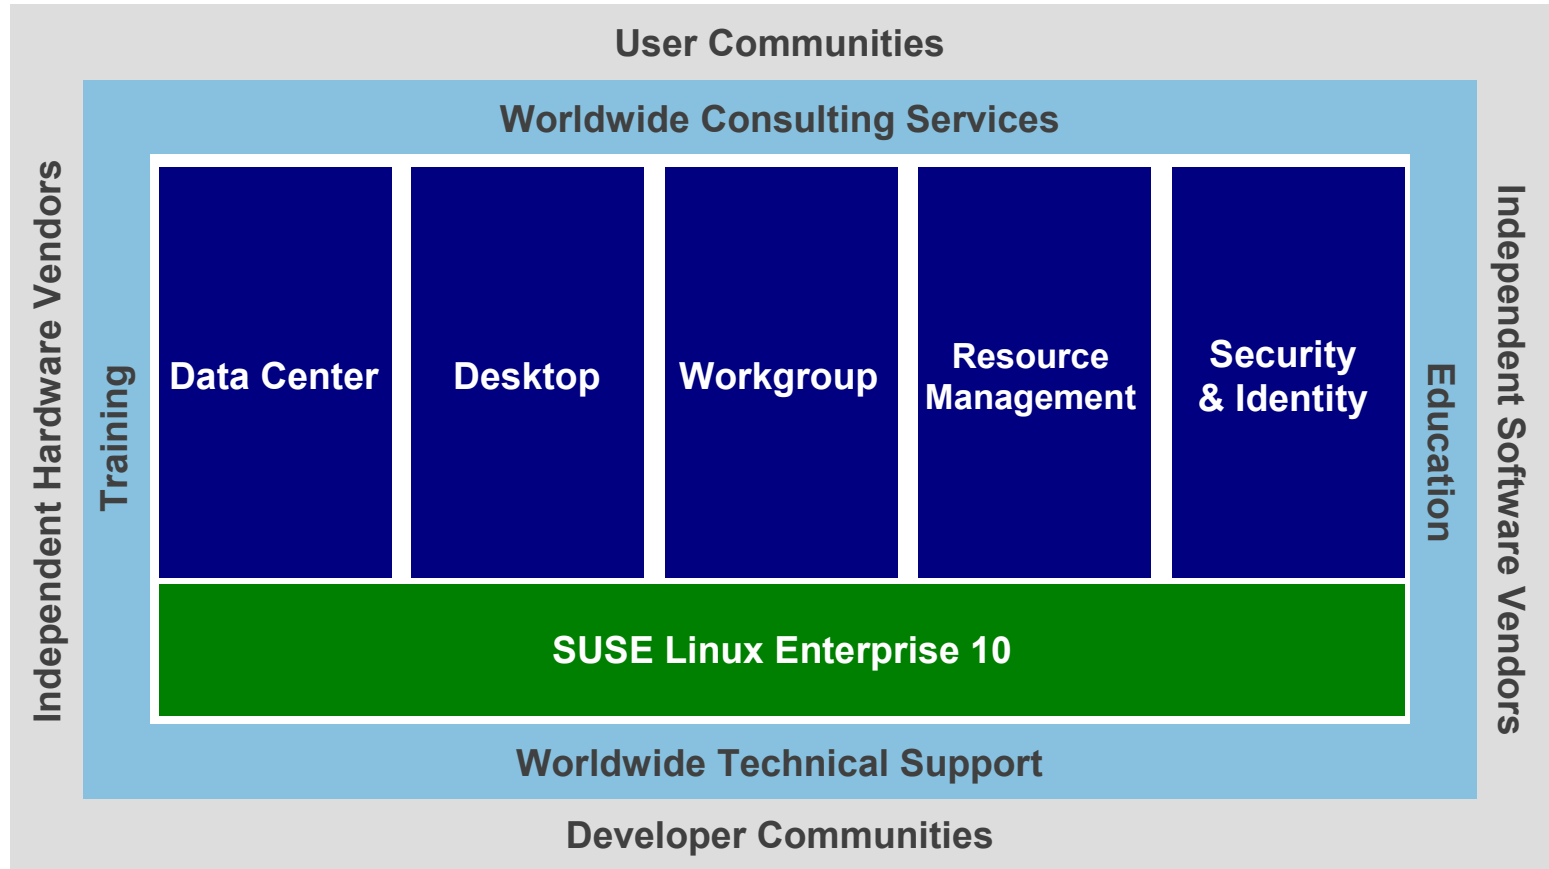 User Communities
Worldwide Consulting Services
Independent Hardware Vendors
Training
Data Center
Desktop
Workgroup
Resource
Management
Security
& Identity
Education
Independent Software Vendors
SUSE Linux Enterprise 10
Worldwide Technical Support
Developer Communities